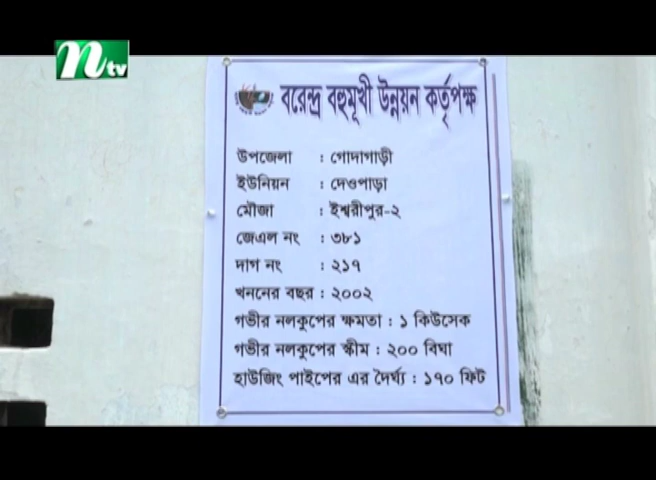 ntv
বরেন্দ্র বহুমূখী উন্নয়ন কর্তৃপক্ষ
উপজেলা : গোদাগাড়ী
ইউনিয়ন : দেওপাড়া
মৌজা : ইশ্বরীপুর-২
জেএল নং : ৩৮১
দাগ নং : ২১৭
খননের বছর : ২০০২
গভীর নলকুপের ক্ষমতা : ১ কিউসেক
গভীর নলকুপের স্কীম : ২০০ বিঘা
হাউজিং পাইপের এর দৈর্ঘ্য : ১৭০ ফিট